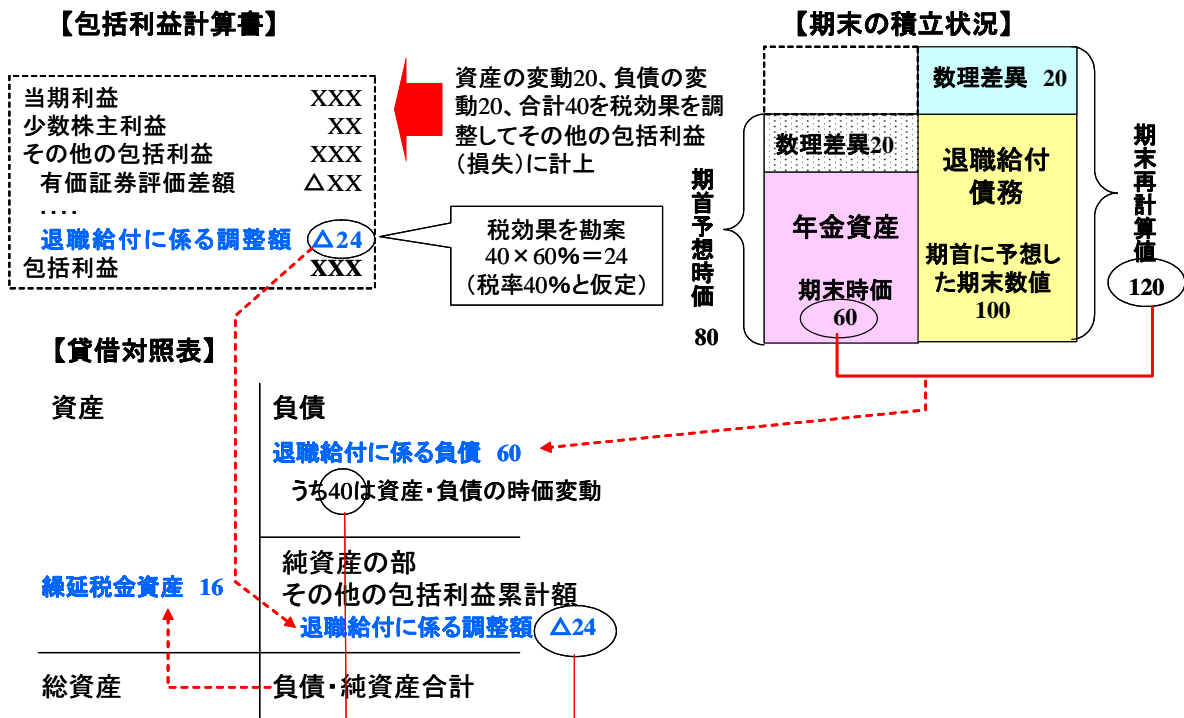 【包括利益計算書】
当期利益 XXX
少数株主利益 XX
その他の包括利益 XXX
有価証券評価差額 △XX
‥‥
退職給付に係る調整額 △24
包括利益 XXX
資産の変動20、負債の変
動20、合計40を税効果を調
整してその他の包括利益
(損失)に計上
税効果を勘案
40×60%＝24
(税率40%と仮定)
【期末の積立状況】
数理差異 20
数理差異20
退職給付
債務
年金資産
期首に予想し
た期末数値
100
期末時価
60
期首予想時価
80
期末再計算値
120
【貸借対照表】
資産
負債
退職給付に係る負債 60
うち40は資産・負債の時価変動
純資産の部
その他の包括利益累計額
繰延税金資産 16
退職給付に係る調整額 △24
総資産
負債・純資産合計